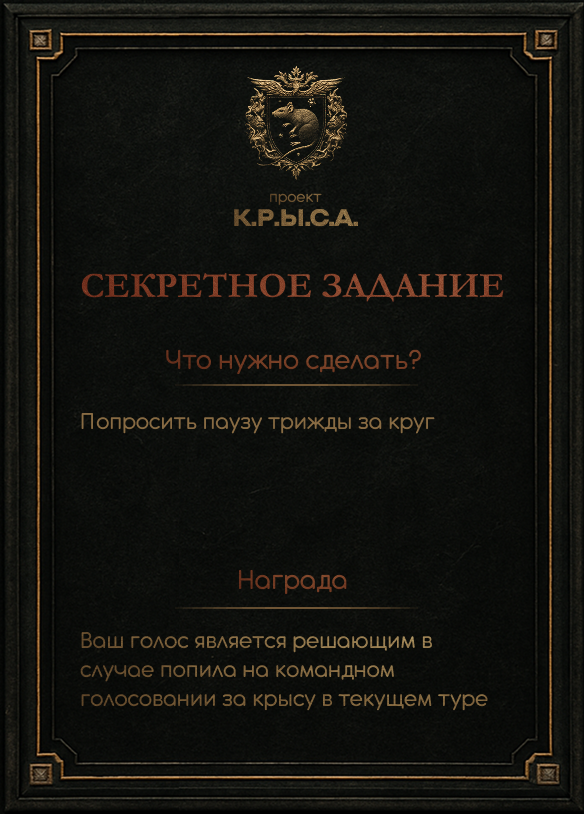 проект
К.Р.Ы.С.А.
СЕКРЕТНОЕ ЗАДАНИЕ
Что нужно сделать?
Попросить паузу трижды за круг
Награда
Ваш голос является решающим в
случае попила на командном
голосовании за крысу в текущем туре